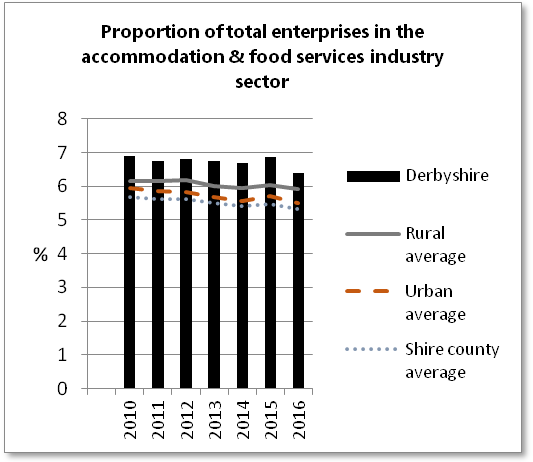 Proportion of total enterprises in the
accommodation & food services industry
sector
8
7
6
5
% 4
3
2
1
0
2010 2011 2012 2013 2014 2015 2016
Derbyshire
Rural
average
Urban
average
Shire county
average